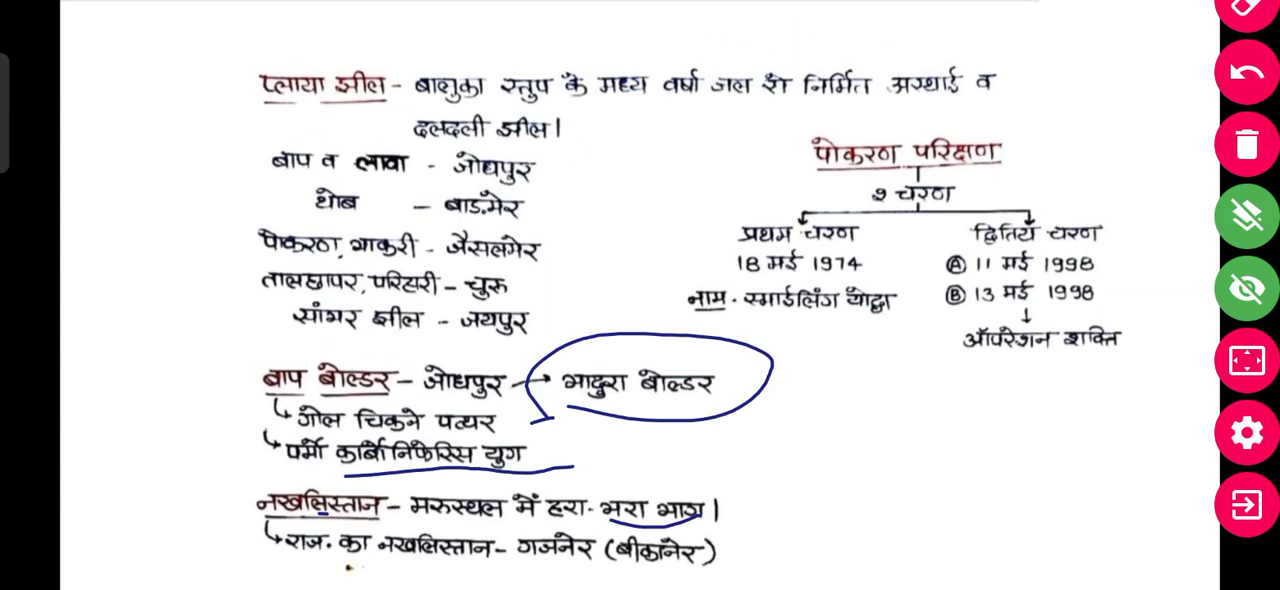 प्लाया झील - बालुका स्तुप के मध्य वर्षा जल से निर्मित अस्थाई व
दलदली झील।
बाप व लावा - जोधपुर
थोब - बाड़मेर
पोकरण, भाकरी - जैसलमेर
तालछापर, परिहारी - चुरू
सांभर झील - जयपुर
पोकरण परिक्षण
२ चरण
प्रथम चरण
18 मई 1974
नाम - स्माईलिंग योद्धा
द्वितिय चरण
Ⓐ 11 मई 1998
Ⓑ 13 मई 1998
↓
ऑपरेशन शक्ति
बाप बोल्डर - जोधपुर → भादुरा बोल्डर
↳ गोल चिकने पत्थर
↳ पर्मो कार्बोनिफेरिस युग
नखलिस्तान - मरुस्थल में हरा-भरा भाग।
↳ राज. का नखलिस्तान - गजनेर (बीकानेर)